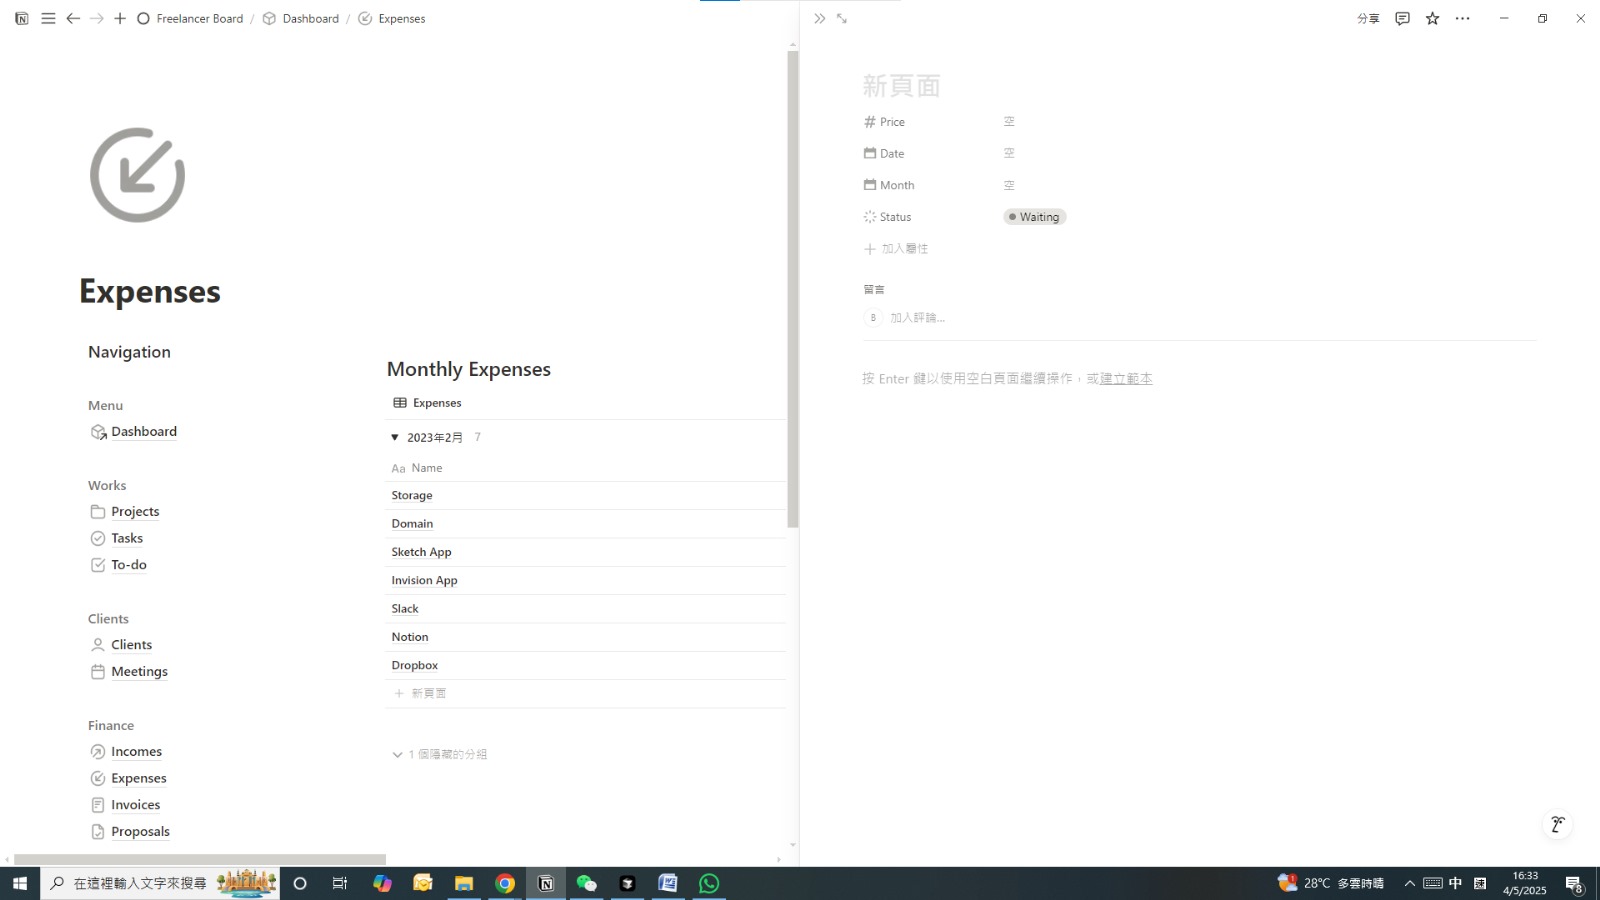 Freelancer Board / Dashboard / Expenses
分享
Expenses
Navigation
Menu
Dashboard
Works
Projects
Tasks
To-do
Clients
Clients
Meetings
Finance
Incomes
Expenses
Invoices
Proposals
Monthly Expenses
Expenses
2023年2月 7
Aa Name
Storage
Domain
Sketch App
Invision App
Slack
Notion
Dropbox
新頁面
1 個隱藏的分組
新頁面
Price 空
Date 空
Month 空
Status Waiting
加入屬性
留言
B 加入評論...
按 Enter 鍵以使用空白頁面繼續操作，或建立範本
在這裡輸入文字來搜尋
1
28°C 多雲時晴
中
16:33
4/5/2025
8